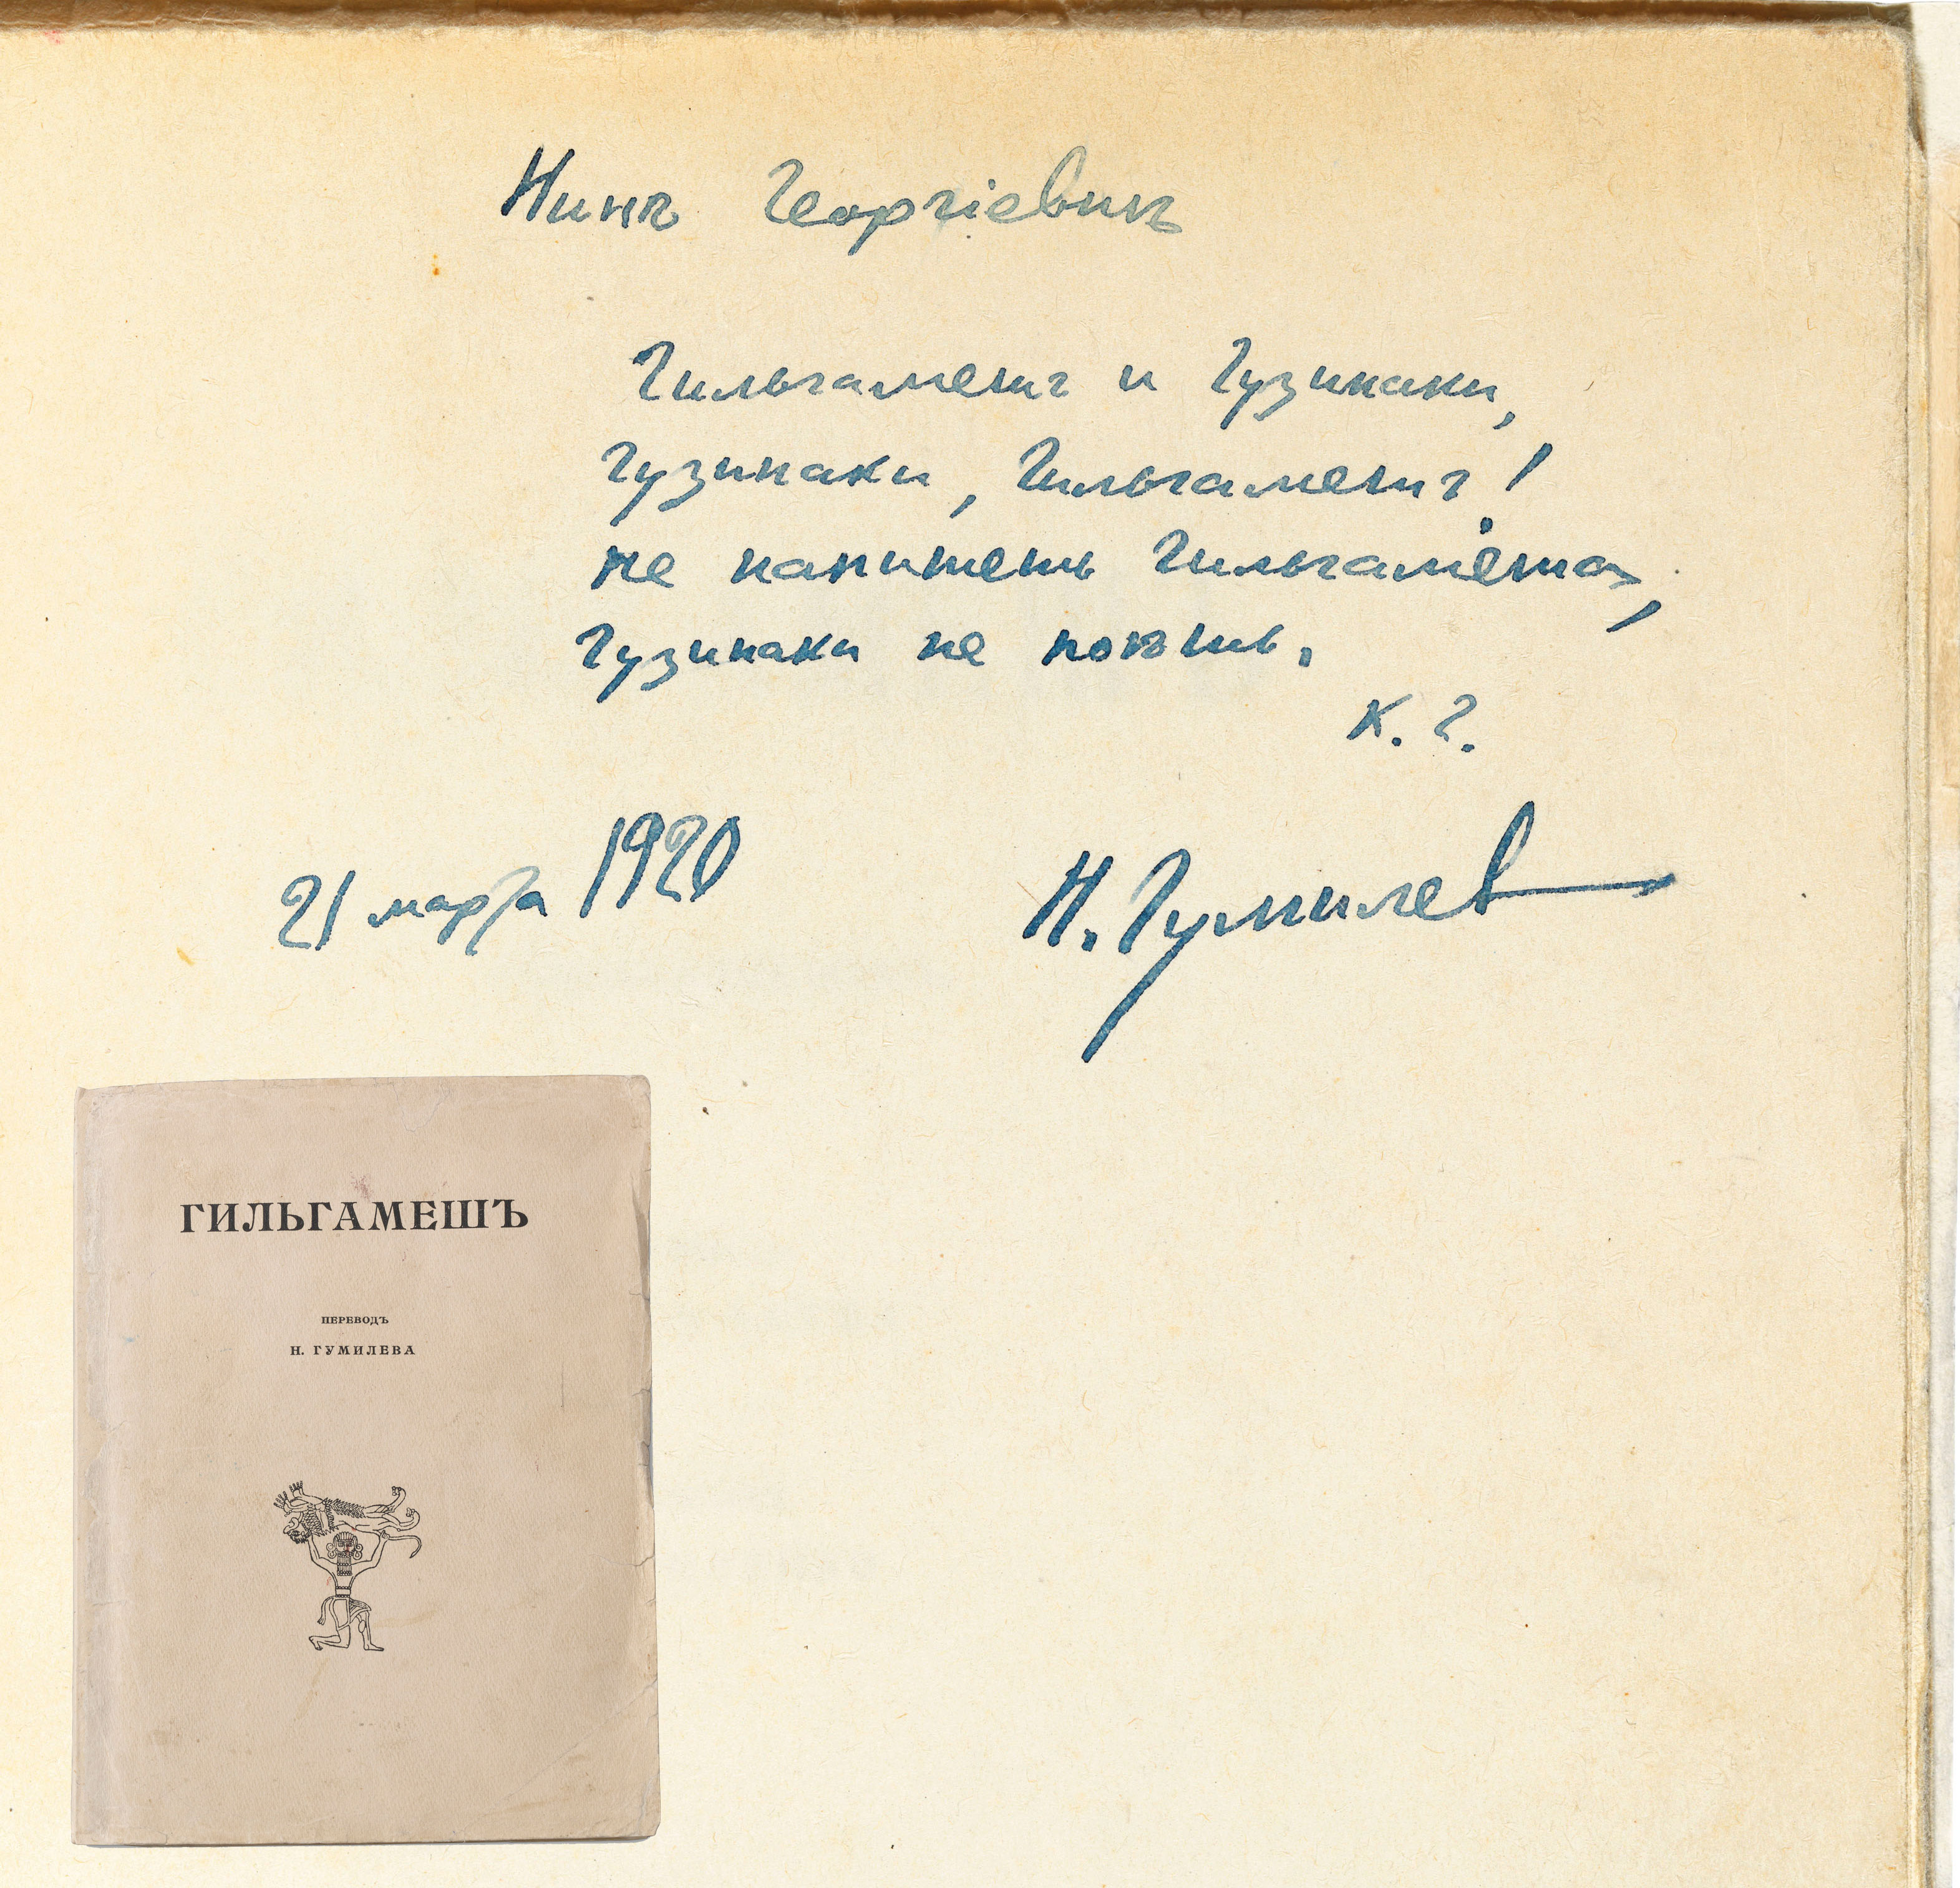 Нинѣ Георгіевнѣ
Гильгамешъ и Гузинаки,
Гузинаки, Гильгамешъ!
Не напишешь Гильгамеша,
Гузинаки не поѣшь.
К. Г.
21 марта 1920
Н. Гумилев
ГИЛЬГАМЕШЪ
ПЕРЕВОДЪ
Н. ГУМИЛЕВА